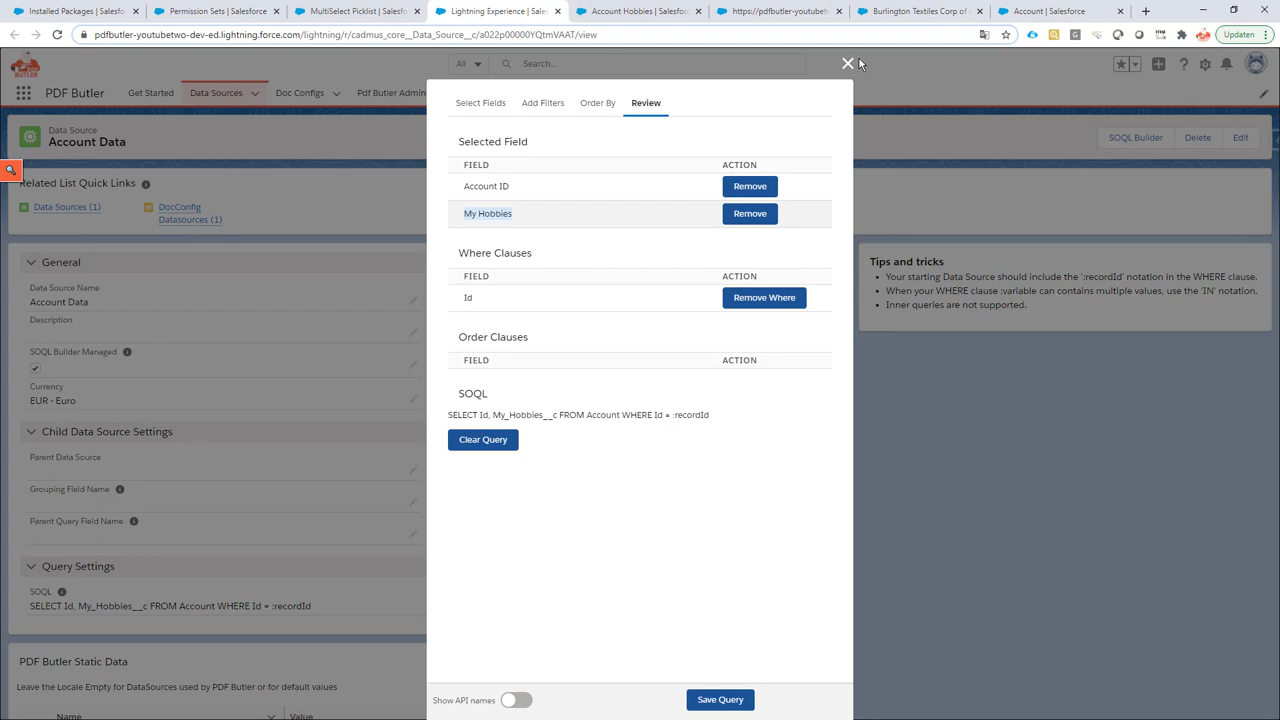 Installed Packages | Salesf
Permission Sets | Salesforce
MultiSelect Picklist | Salesforc
Lightning Experience | Sales
Account Hobbies | Salesforc
https://pdfbutler-youtubetw
Burlington Textiles Corp of
Account | Salesforce
pdfbutler-youtubetwo-dev-ed.lightning.force.com/lightning/r/cadmus_core__Data_Source__c/a022p00000YQtmVAAT/view
Updaten
BUTLER
All
Search...
PDF Butler
Get Started
Data Sources
Doc Configs
Pdf Butler Admin
Data Source
Account Data
SOQL Builder
Delete
Edit
Related List Quick Links
Data Sources (1)
DocConfig
Datasources (1)
General
Data Source Name
Account Data
Description
SOQL Builder Managed
Currency
EUR - Euro
Child Data Source Settings
Parent Data Source
Grouping Field Name
Parent Query Field Name
Query Settings
SOQL
SELECT Id, My_Hobbies__c FROM Account WHERE Id = :recordId
PDF Butler Static Data
Leave the Locale Empty for DataSources used by PDF Butler or for default values
Name
Value
Select Fields
Add Filters
Order By
Review
Selected Field
FIELD
ACTION
Account ID
Remove
My Hobbies
Remove
Where Clauses
FIELD
ACTION
Id
Remove Where
Order Clauses
FIELD
ACTION
SOQL
SELECT Id, My_Hobbies__c FROM Account WHERE Id = :recordId
Clear Query
Show API names
Save Query
Tips and tricks
Your starting Data Source should include the ':recordId' notation in the WHERE clause.
When your WHERE clause :variable can contains multiple values, use the 'IN' notation.
Inner queries are not supported.